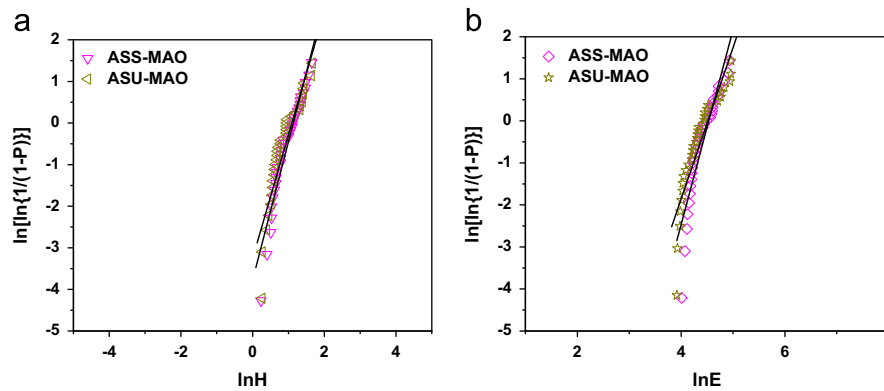 a
2
1
0
-1
-2
-3
-4
-5
ln[ln{1/(1-P)}]
ASS-MAO
ASU-MAO
-4
-2
0
2
4
lnH
b
2
1
0
-1
-2
-3
-4
-5
ln[ln{1/(1-P)}]
ASS-MAO
ASU-MAO
2
4
6
lnE